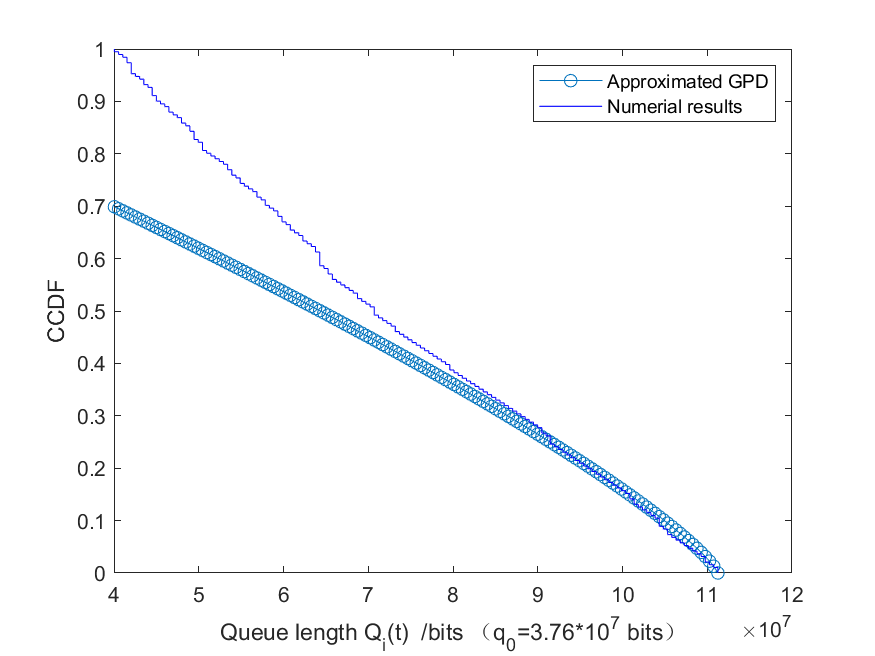 1
0.9
0.8
0.7
0.6
0.5
0.4
0.3
0.2
0.1
0
CCDF
Approximated GPD
Numerial results
4 5 6 7 8 9 10 11 12
×10^7
Queue length Q_i(t) /bits （q_0=3.76*10^7 bits）